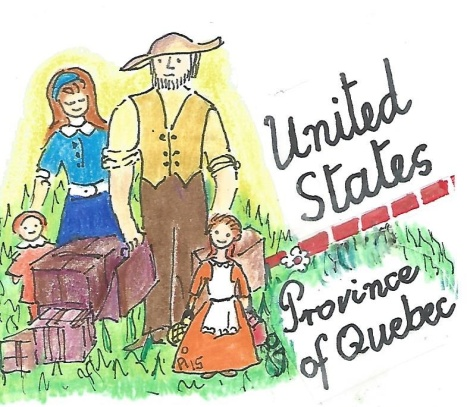 United
States
Province
of Quebec